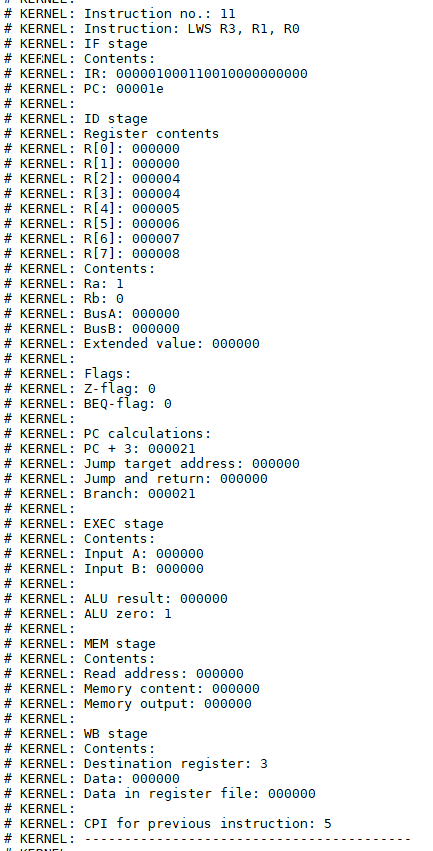 # KERNEL:
# KERNEL: Instruction no.: 11
# KERNEL: Instruction: LWS R3, R1, R0
# KERNEL: IF stage
# KERNEL: Contents:
# KERNEL: IR: 000001000110010000000000
# KERNEL: PC: 00001e
# KERNEL:
# KERNEL: ID stage
# KERNEL: Register contents
# KERNEL: R[0]: 000000
# KERNEL: R[1]: 000000
# KERNEL: R[2]: 000004
# KERNEL: R[3]: 000004
# KERNEL: R[4]: 000005
# KERNEL: R[5]: 000006
# KERNEL: R[6]: 000007
# KERNEL: R[7]: 000008
# KERNEL: Contents:
# KERNEL: Ra: 1
# KERNEL: Rb: 0
# KERNEL: BusA: 000000
# KERNEL: BusB: 000000
# KERNEL: Extended value: 000000
# KERNEL:
# KERNEL: Flags:
# KERNEL: Z-flag: 0
# KERNEL: BEQ-flag: 0
# KERNEL:
# KERNEL: PC calculations:
# KERNEL: PC + 3: 000021
# KERNEL: Jump target address: 000000
# KERNEL: Jump and return: 000000
# KERNEL: Branch: 000021
# KERNEL:
# KERNEL: EXEC stage
# KERNEL: Contents:
# KERNEL: Input A: 000000
# KERNEL: Input B: 000000
# KERNEL:
# KERNEL: ALU result: 000000
# KERNEL: ALU zero: 1
# KERNEL:
# KERNEL: MEM stage
# KERNEL: Contents:
# KERNEL: Read address: 000000
# KERNEL: Memory content: 000000
# KERNEL: Memory output: 000000
# KERNEL:
# KERNEL: WB stage
# KERNEL: Contents:
# KERNEL: Destination register: 3
# KERNEL: Data: 000000
# KERNEL: Data in register file: 000000
# KERNEL:
# KERNEL: CPI for previous instruction: 5
# KERNEL: -----------------------------------------
# KERNEL: